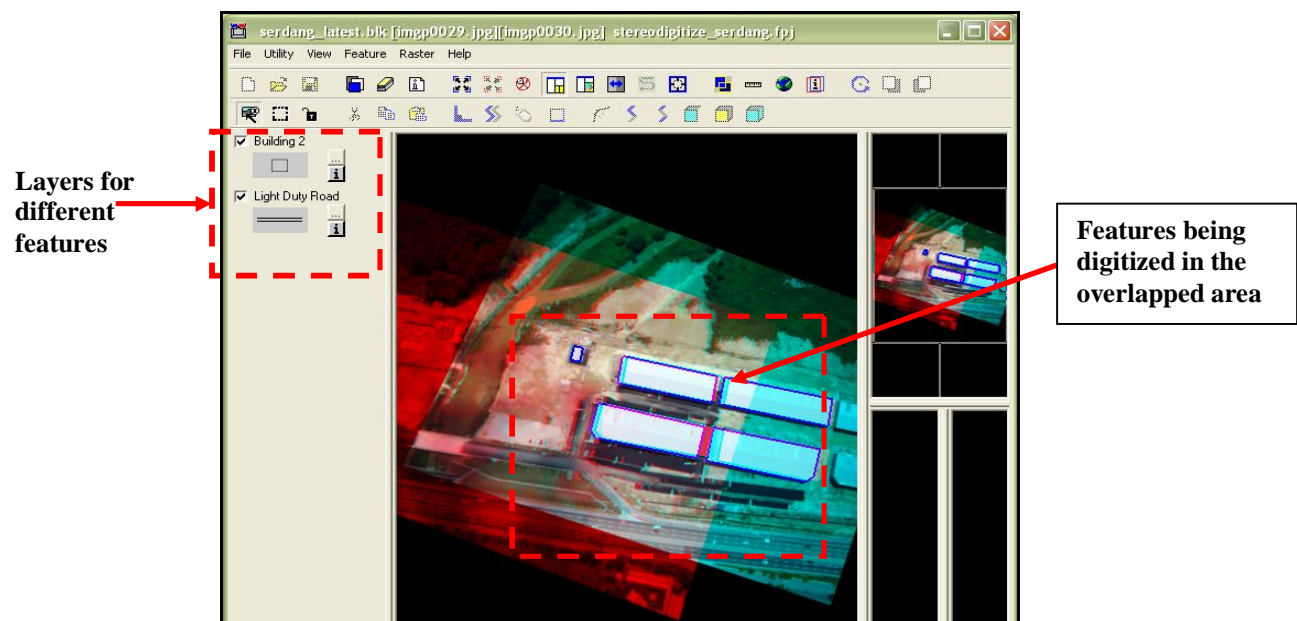 serdang_latest.blk [imgp0029.jpg][imgp0030.jpg] stereodigitize_serdang.fpj
File Utility View Feature Raster Help
Building 2
...
i
Light Duty Road
...
i
Layers for
different
features
Features being
digitized in the
overlapped area